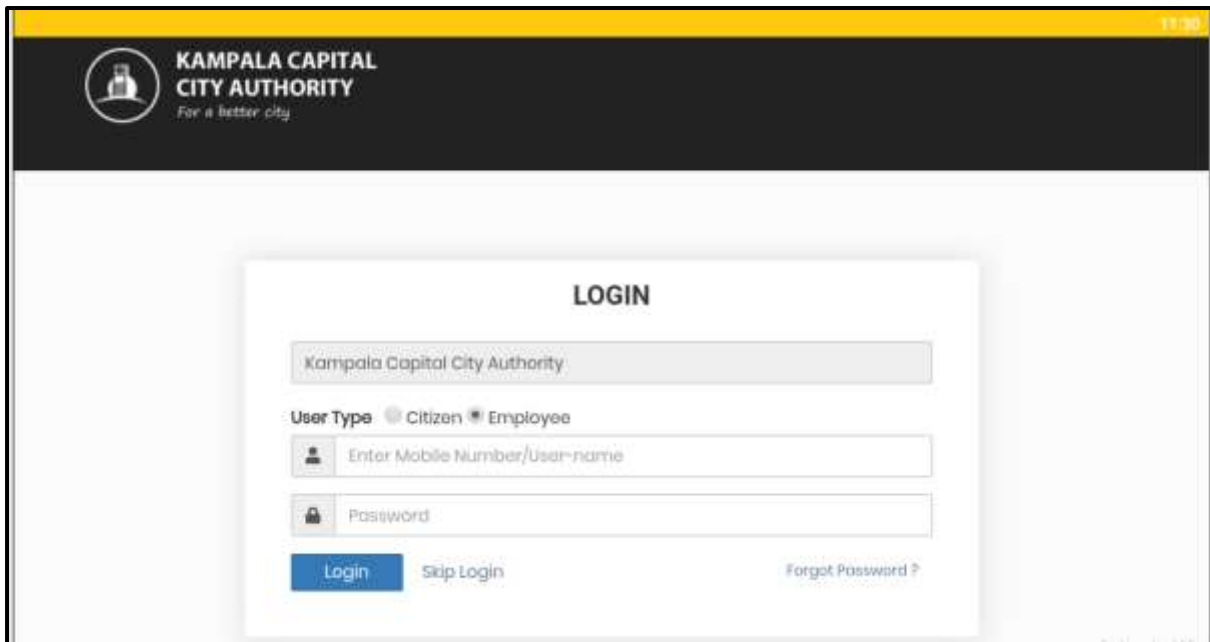 11:30
KAMPALA CAPITAL
CITY AUTHORITY
For a better city
LOGIN
Kampala Capital City Authority
User Type Citizen Employee
Enter Mobile Number/User-name
Password
Login Skip Login Forgot Password ?